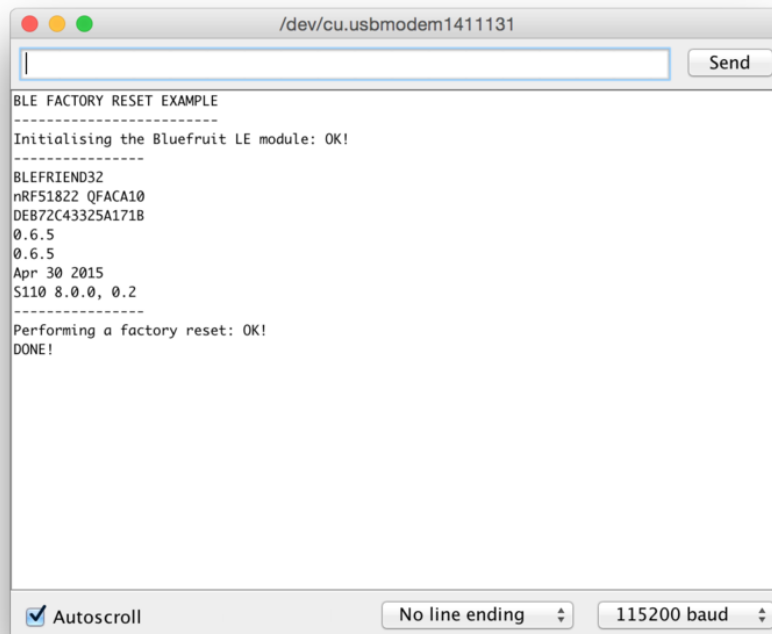 /dev/cu.usbmodem1411131
Send
BLE FACTORY RESET EXAMPLE
-------------------------
Initialising the Bluefruit LE module: OK!
----------------
BLEFRIEND32
nRF51822 QFACA10
DEB72C43325A171B
0.6.5
0.6.5
Apr 30 2015
S110 8.0.0, 0.2
----------------
Performing a factory reset: OK!
DONE!
Autoscroll
No line ending
115200 baud